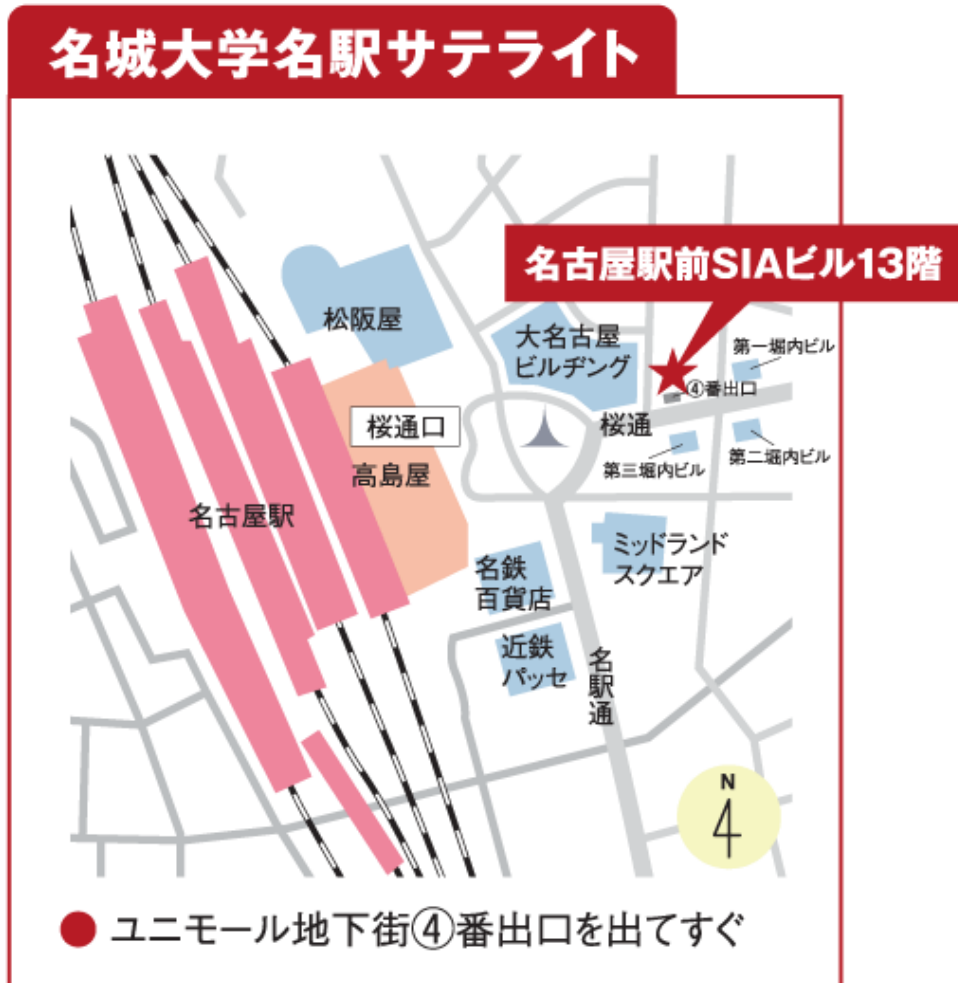 名城大学名駅サテライト
名古屋駅前SIAビル13階
松阪屋
大名古屋
ビルヂング
第一堀内ビル
④番出口
桜通口
桜通
高島屋
第三堀内ビル
第二堀内ビル
名古屋駅
ミッドランド
スクエア
名鉄
百貨店
近鉄
パッセ
名駅通
N
● ユニモール地下街④番出口を出てすぐ